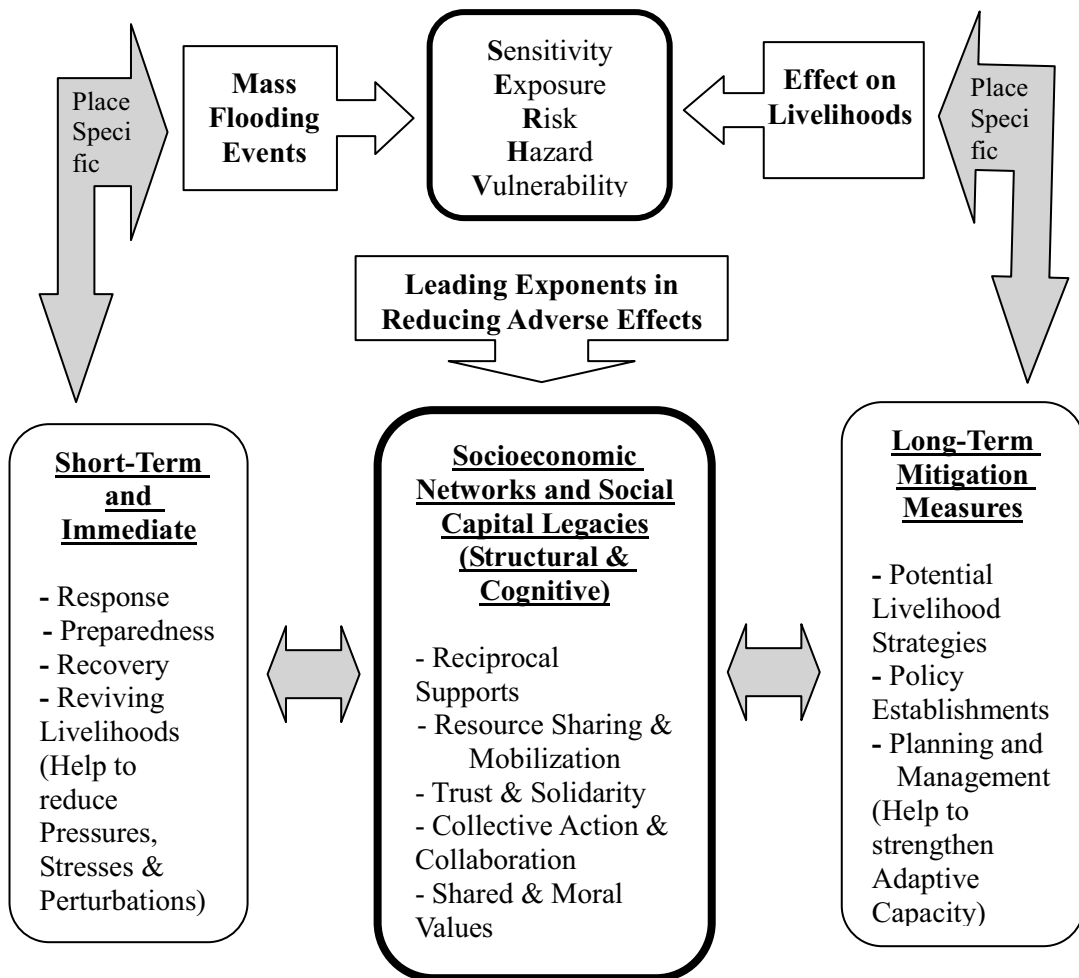 Place
Speci
fic
Mass
Flooding
Events
Sensitivity
Exposure
Risk
Hazard
Vulnerability
Effect on
Livelihoods
Place
Speci
fic
Leading Exponents in
Reducing Adverse Effects
Short-Term
and
Immediate
- Response
- Preparedness
- Recovery
- Reviving
Livelihoods
(Help to
reduce
Pressures,
Stresses &
Perturbations)
Socioeconomic
Networks and Social
Capital Legacies
(Structural &
Cognitive)
- Reciprocal
Supports
- Resource Sharing &
Mobilization
- Trust & Solidarity
- Collective Action &
Collaboration
- Shared & Moral
Values
Long-Term
Mitigation
Measures
- Potential
Livelihood
Strategies
- Policy
Establishments
- Planning and
Management
(Help to
strengthen
Adaptive
Capacity)